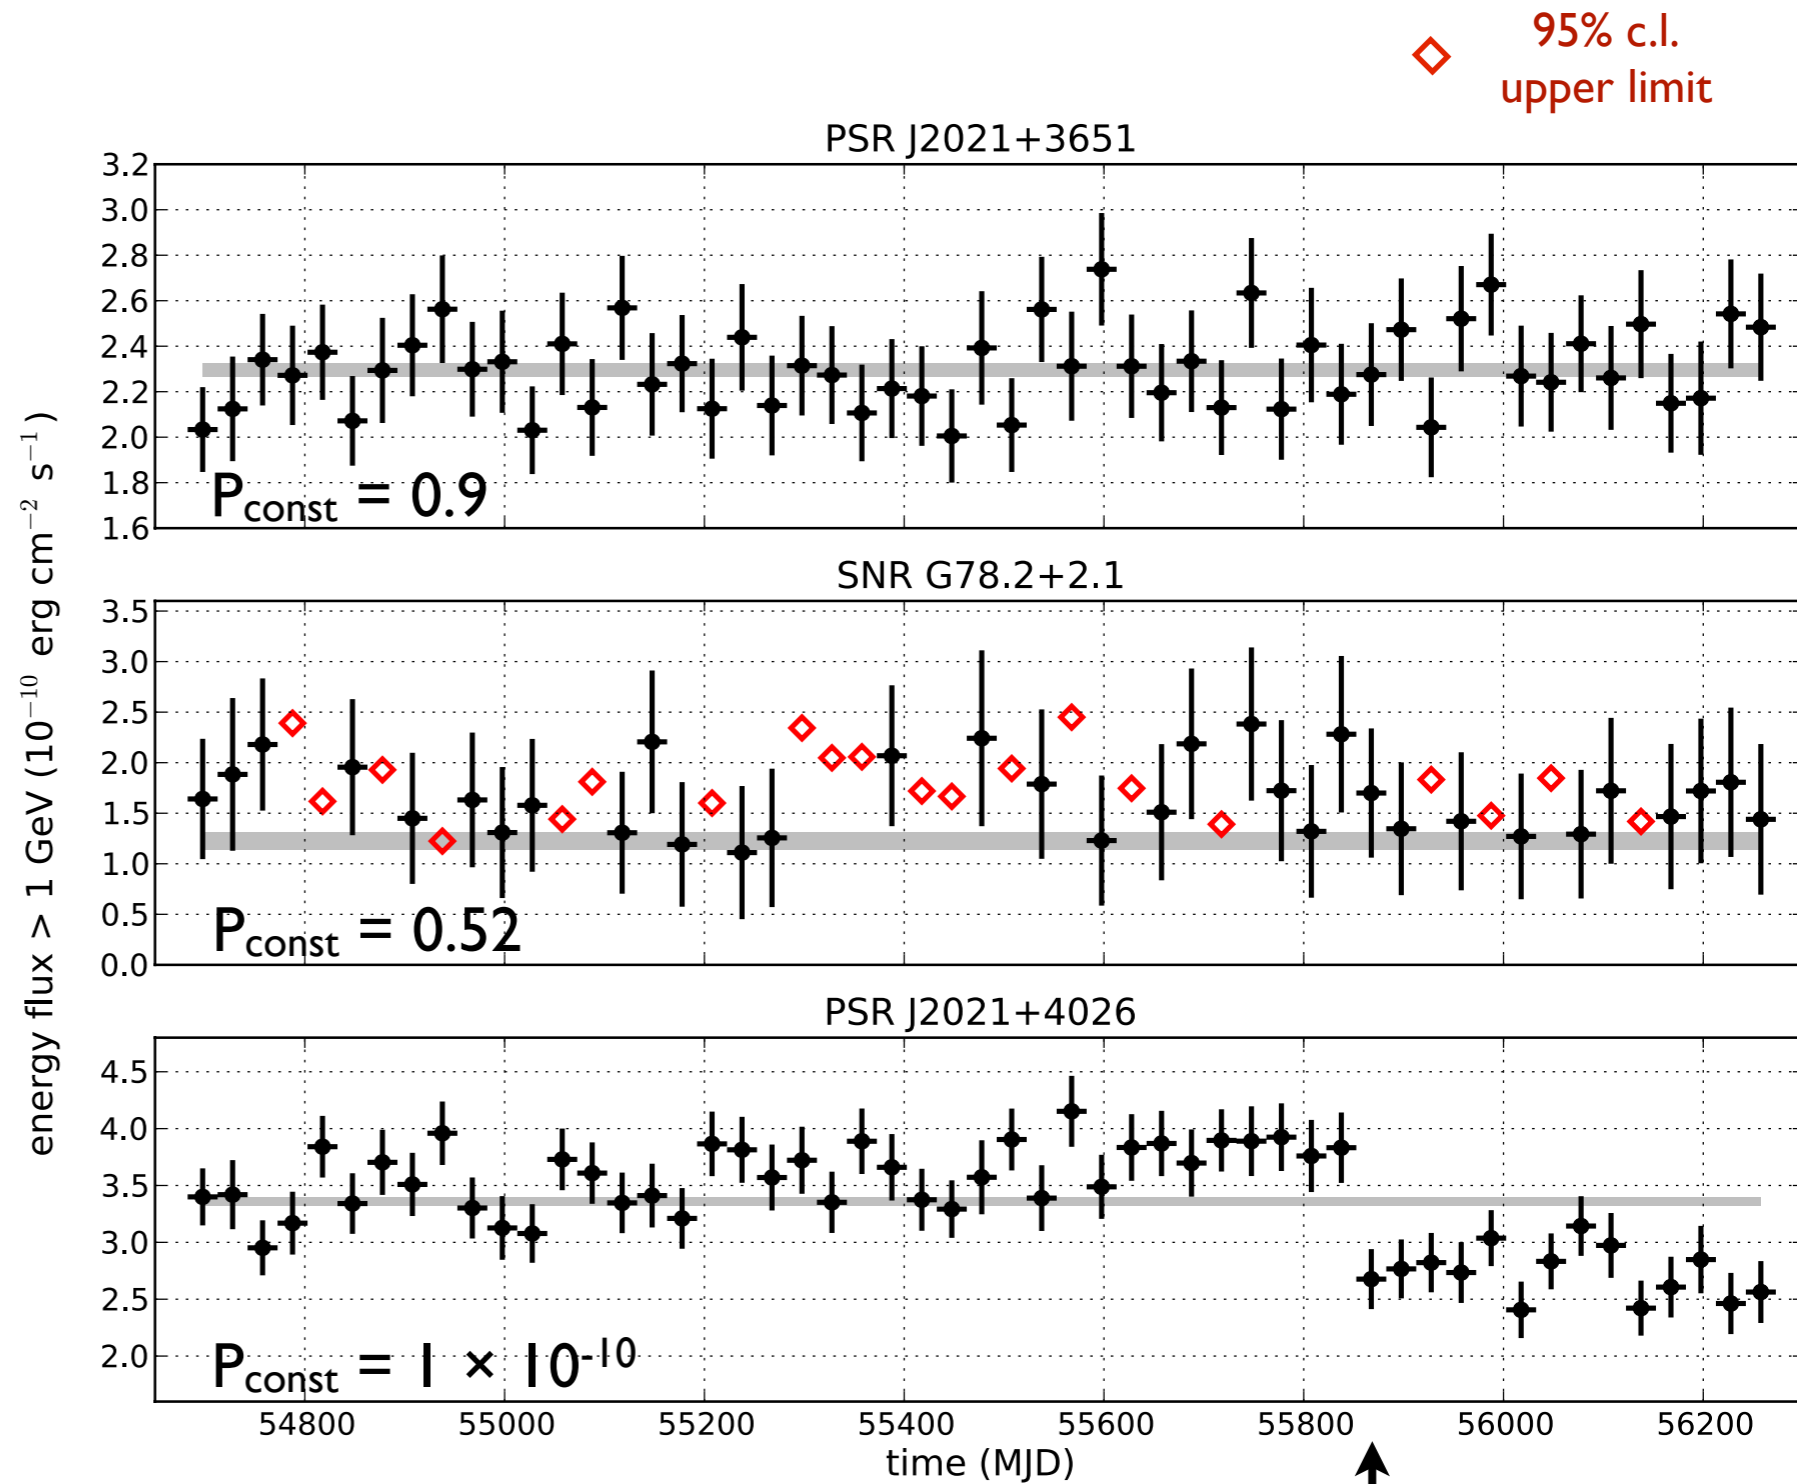 95% c.l.
upper limit
PSR J2021+3651
3.2
3.0
2.8
2.6
2.4
2.2
2.0
1.8
1.6
P_const = 0.9
SNR G78.2+2.1
3.5
3.0
2.5
2.0
1.5
1.0
0.5
0.0
P_const = 0.52
energy flux > 1 GeV (10⁻¹⁰ erg cm⁻² s⁻¹)
PSR J2021+4026
4.5
4.0
3.5
3.0
2.5
2.0
P_const = 1 × 10⁻¹⁰
54800 55000 55200 55400 55600 55800 56000 56200
time (MJD)